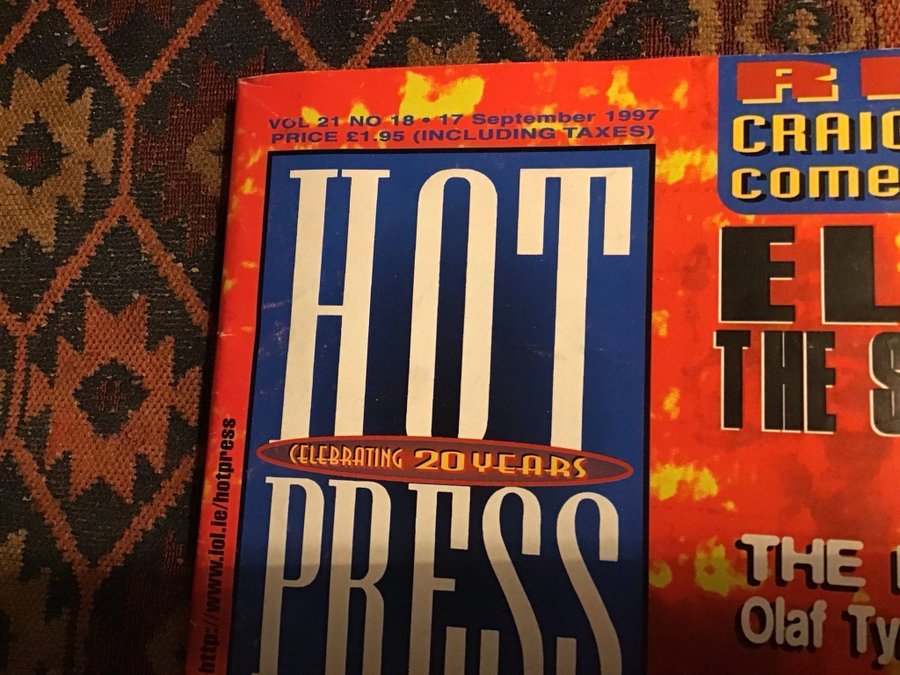 VOL 21 NO 18 • 17 September 1997
PRICE £1.95 (INCLUDING TAXES)
HOT
CELEBRATING 20 YEARS
PRESS
http://www.iol.ie/hotpress
R
CRAIG
come
EL
THE S
THE
Olaf Ty